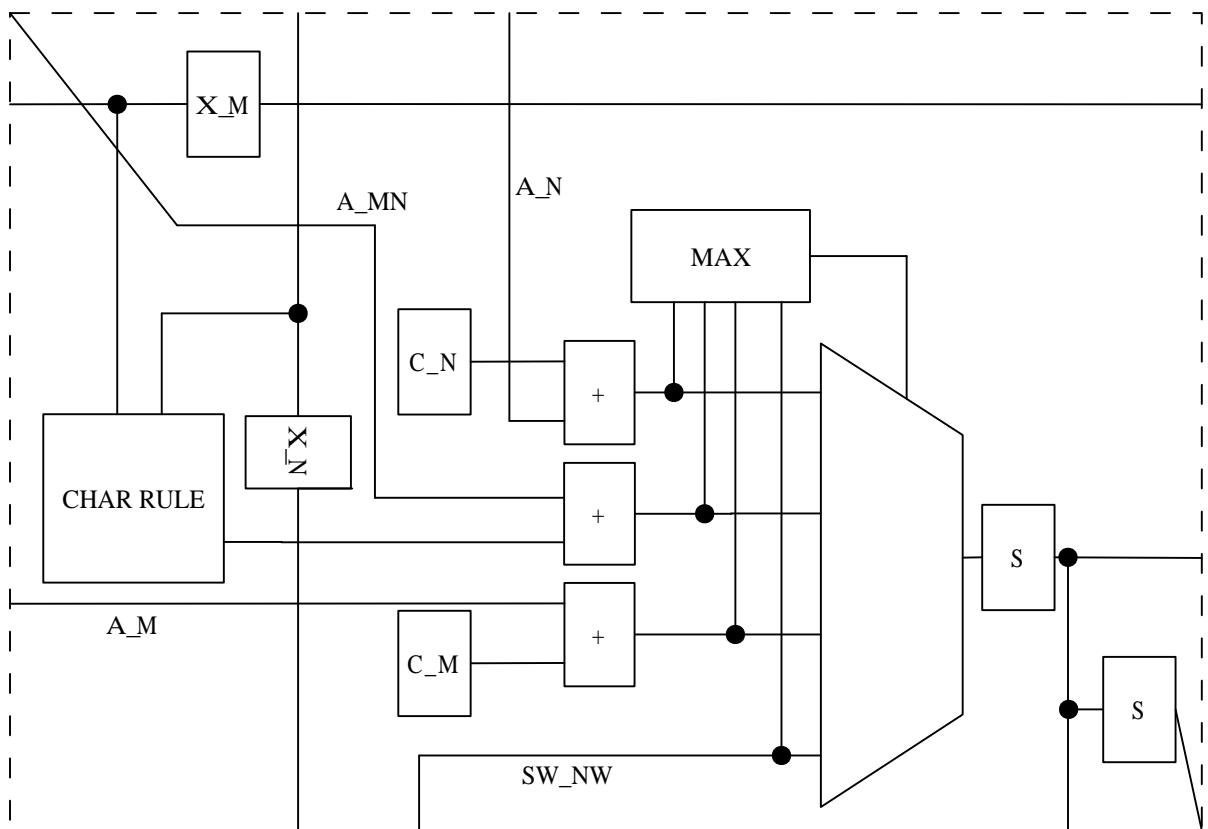 X_M
A_MN
A_N
MAX
C_N
+
X_N
CHAR RULE
+
S
A_M
+
C_M
S
SW_NW